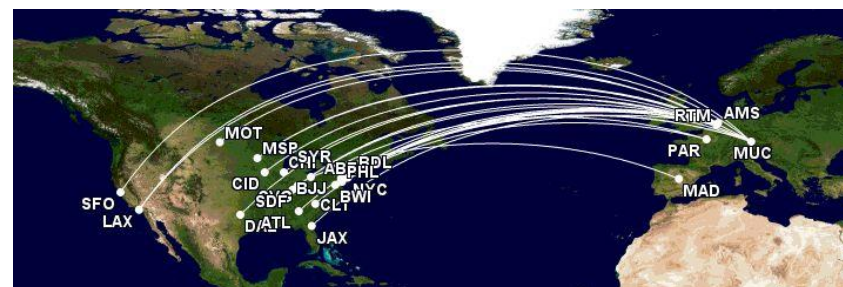 AMS
RTM
MOT
MSP
SYR
PAR
MUC
CID
BJJ
PHL
MAD
SDF
NYC
BWI
SFO
LAX
ATL
CLT
JAX